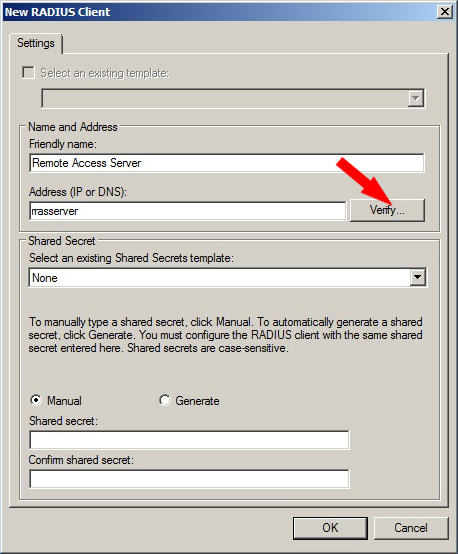 New RADIUS Client
Settings
Select an existing template:
Name and Address
Friendly name:
Remote Access Server
Address (IP or DNS):
rrasserver
Verify...
Shared Secret
Select an existing Shared Secrets template:
None
To manually type a shared secret, click Manual. To automatically generate a shared
secret, click Generate. You must configure the RADIUS client with the same shared
secret entered here. Shared secrets are case-sensitive.
Manual
Generate
Shared secret:
Confirm shared secret:
OK
Cancel